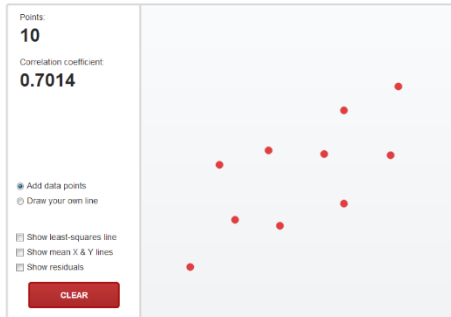 Points:
10
Correlation coefficient:
0.7014
Add data points
Draw your own line
Show least-squares line
Show mean X & Y lines
Show residuals
CLEAR